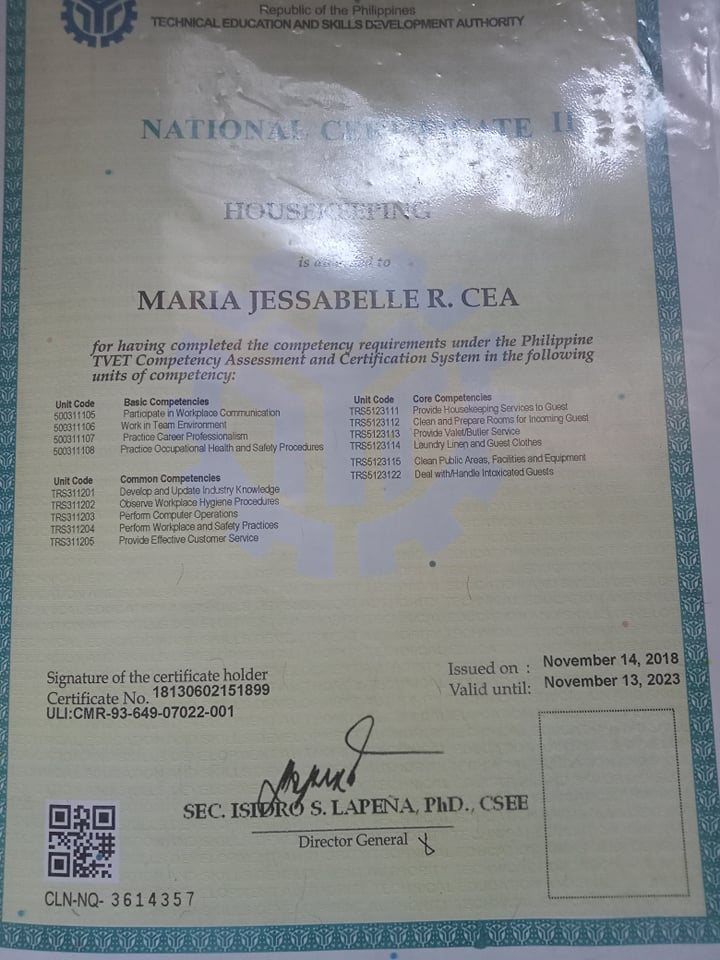 Republic of the Philippines
TECHNICAL EDUCATION AND SKILLS DEVELOPMENT AUTHORITY
NATIONAL CERTIFICATE II
HOUSEKEEPING
is awarded to
MARIA JESSABELLE R. CEA
for having completed the competency requirements under the Philippine
TVET Competency Assessment and Certification System in the following
units of competency:
Unit Code Basic Competencies
500311105 Participate in Workplace Communication
500311106 Work in Team Environment
500311107 Practice Career Professionalism
500311108 Practice Occupational Health and Safety Procedures
Unit Code Common Competencies
TRS311201 Develop and Update Industry Knowledge
TRS311202 Observe Workplace Hygiene Procedures
TRS311203 Perform Computer Operations
TRS311204 Perform Workplace and Safety Practices
TRS311205 Provide Effective Customer Service
Unit Code Core Competencies
TRS5123111 Provide Housekeeping Services to Guest
TRS5123112 Clean and Prepare Rooms for Incoming Guest
TRS5123113 Provide Valet/Butler Service
TRS5123114 Laundry Linen and Guest Clothes
TRS5123115 Clean Public Areas, Facilities and Equipment
TRS5123122 Deal with/Handle Intoxicated Guests
Signature of the certificate holder
Certificate No. 18130602151899
ULI:CMR-93-649-07022-001
Issued on : November 14, 2018
Valid until: November 13, 2023
SEC. ISIDRO S. LAPEÑA, PhD., CSEE
Director General
CLN-NQ- 3614357